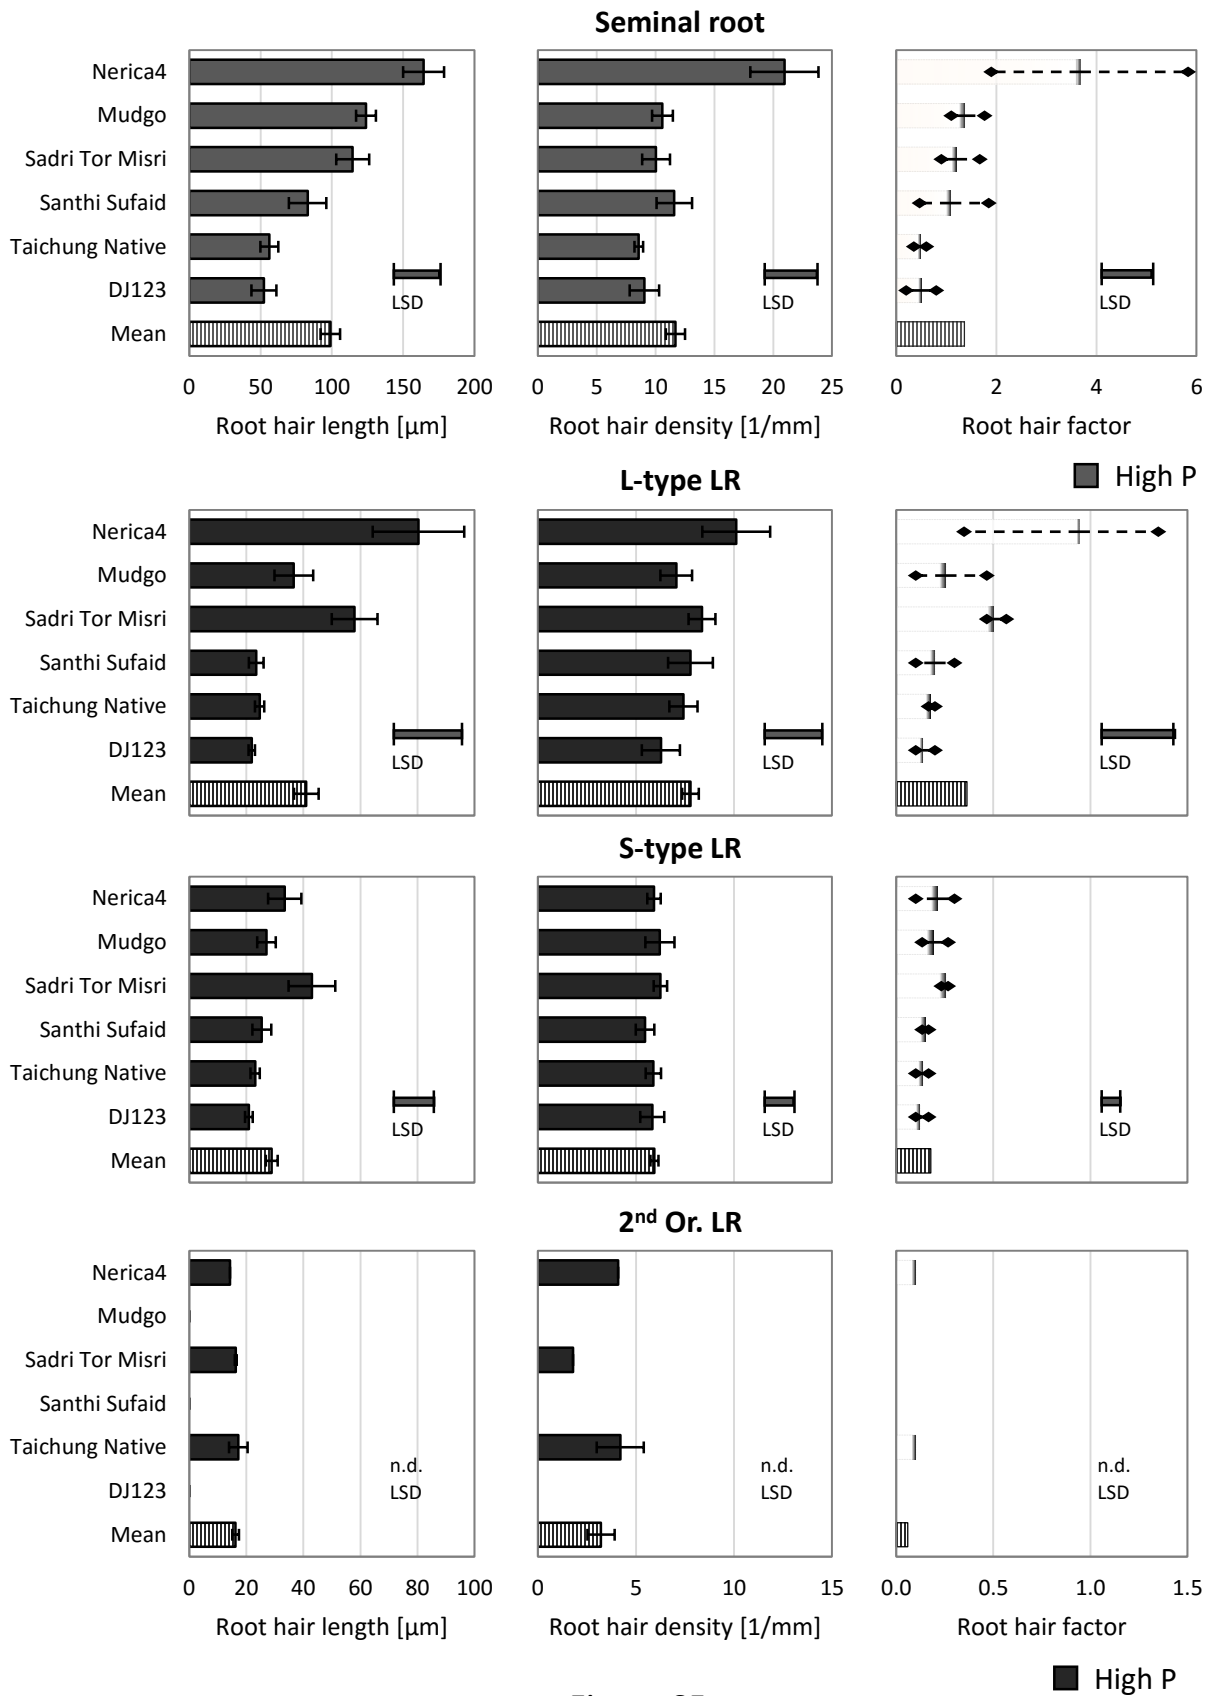 Seminal root
Nerica4
Mudgo
Sadri Tor Misri
Santhi Sufaid
Taichung Native
DJ123
Mean
LSD LSD LSD
0 50 100 150 200 0 5 10 15 20 25 0 2 4 6
Root hair length [µm] Root hair density [1/mm] Root hair factor
High P
L-type LR
Nerica4
Mudgo
Sadri Tor Misri
Santhi Sufaid
Taichung Native
DJ123
LSD LSD LSD
Mean
S-type LR
Nerica4
Mudgo
Sadri Tor Misri
Santhi Sufaid
Taichung Native
DJ123
LSD LSD LSD
Mean
2nd Or. LR
Nerica4
Mudgo
Sadri Tor Misri
Santhi Sufaid
Taichung Native
n.d. n.d. n.d.
DJ123 LSD LSD LSD
Mean
0 20 40 60 80 100 0 5 10 15 0.0 0.5 1.0 1.5
Root hair length [µm] Root hair density [1/mm] Root hair factor
High P